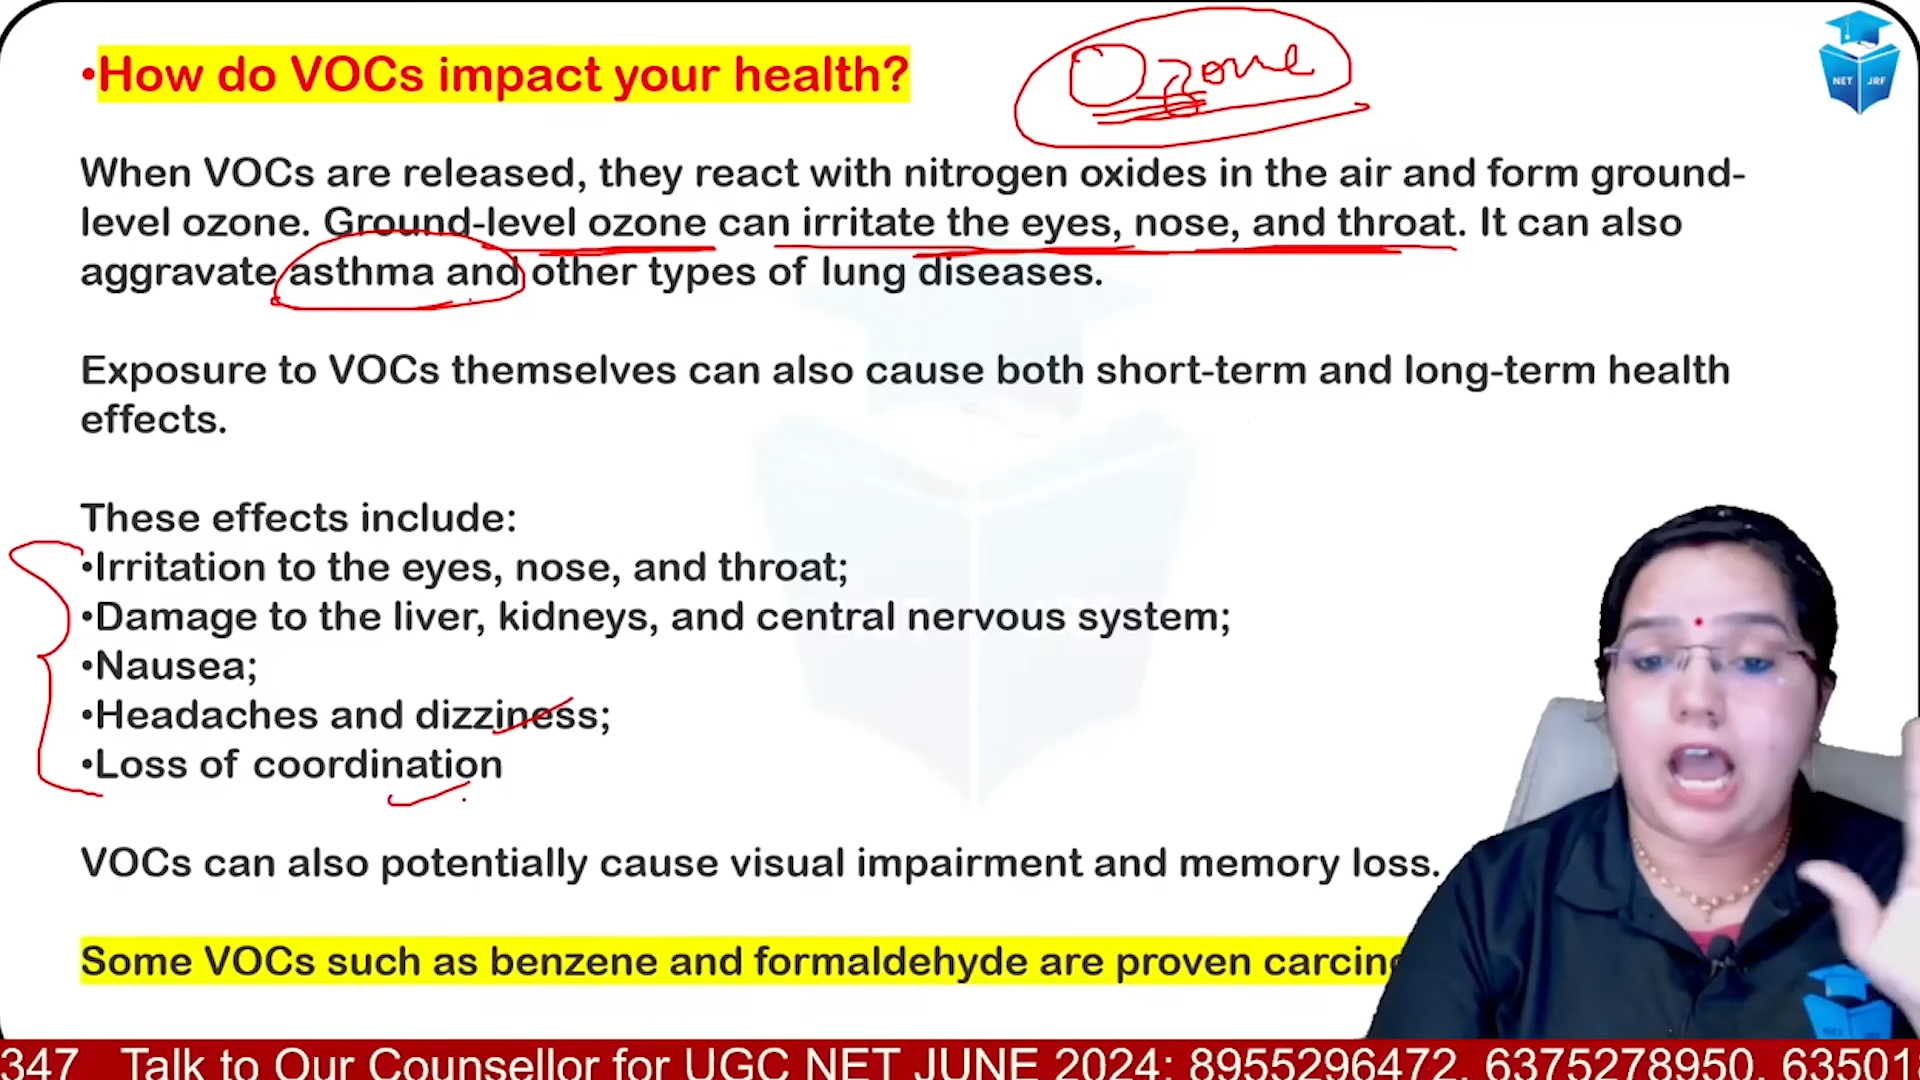 •How do VOCs impact your health?
Ozone
NET JRF
When VOCs are released, they react with nitrogen oxides in the air and form ground-
level ozone. Ground-level ozone can irritate the eyes, nose, and throat. It can also
aggravate asthma and other types of lung diseases.
Exposure to VOCs themselves can also cause both short-term and long-term health
effects.
These effects include:
•Irritation to the eyes, nose, and throat;
•Damage to the liver, kidneys, and central nervous system;
•Nausea;
•Headaches and dizziness;
•Loss of coordination
VOCs can also potentially cause visual impairment and memory loss.
Some VOCs such as benzene and formaldehyde are proven
347 Talk to Our Counsellor for UGC NET JUNE 2024: 8955296472, 6375278950, 63501